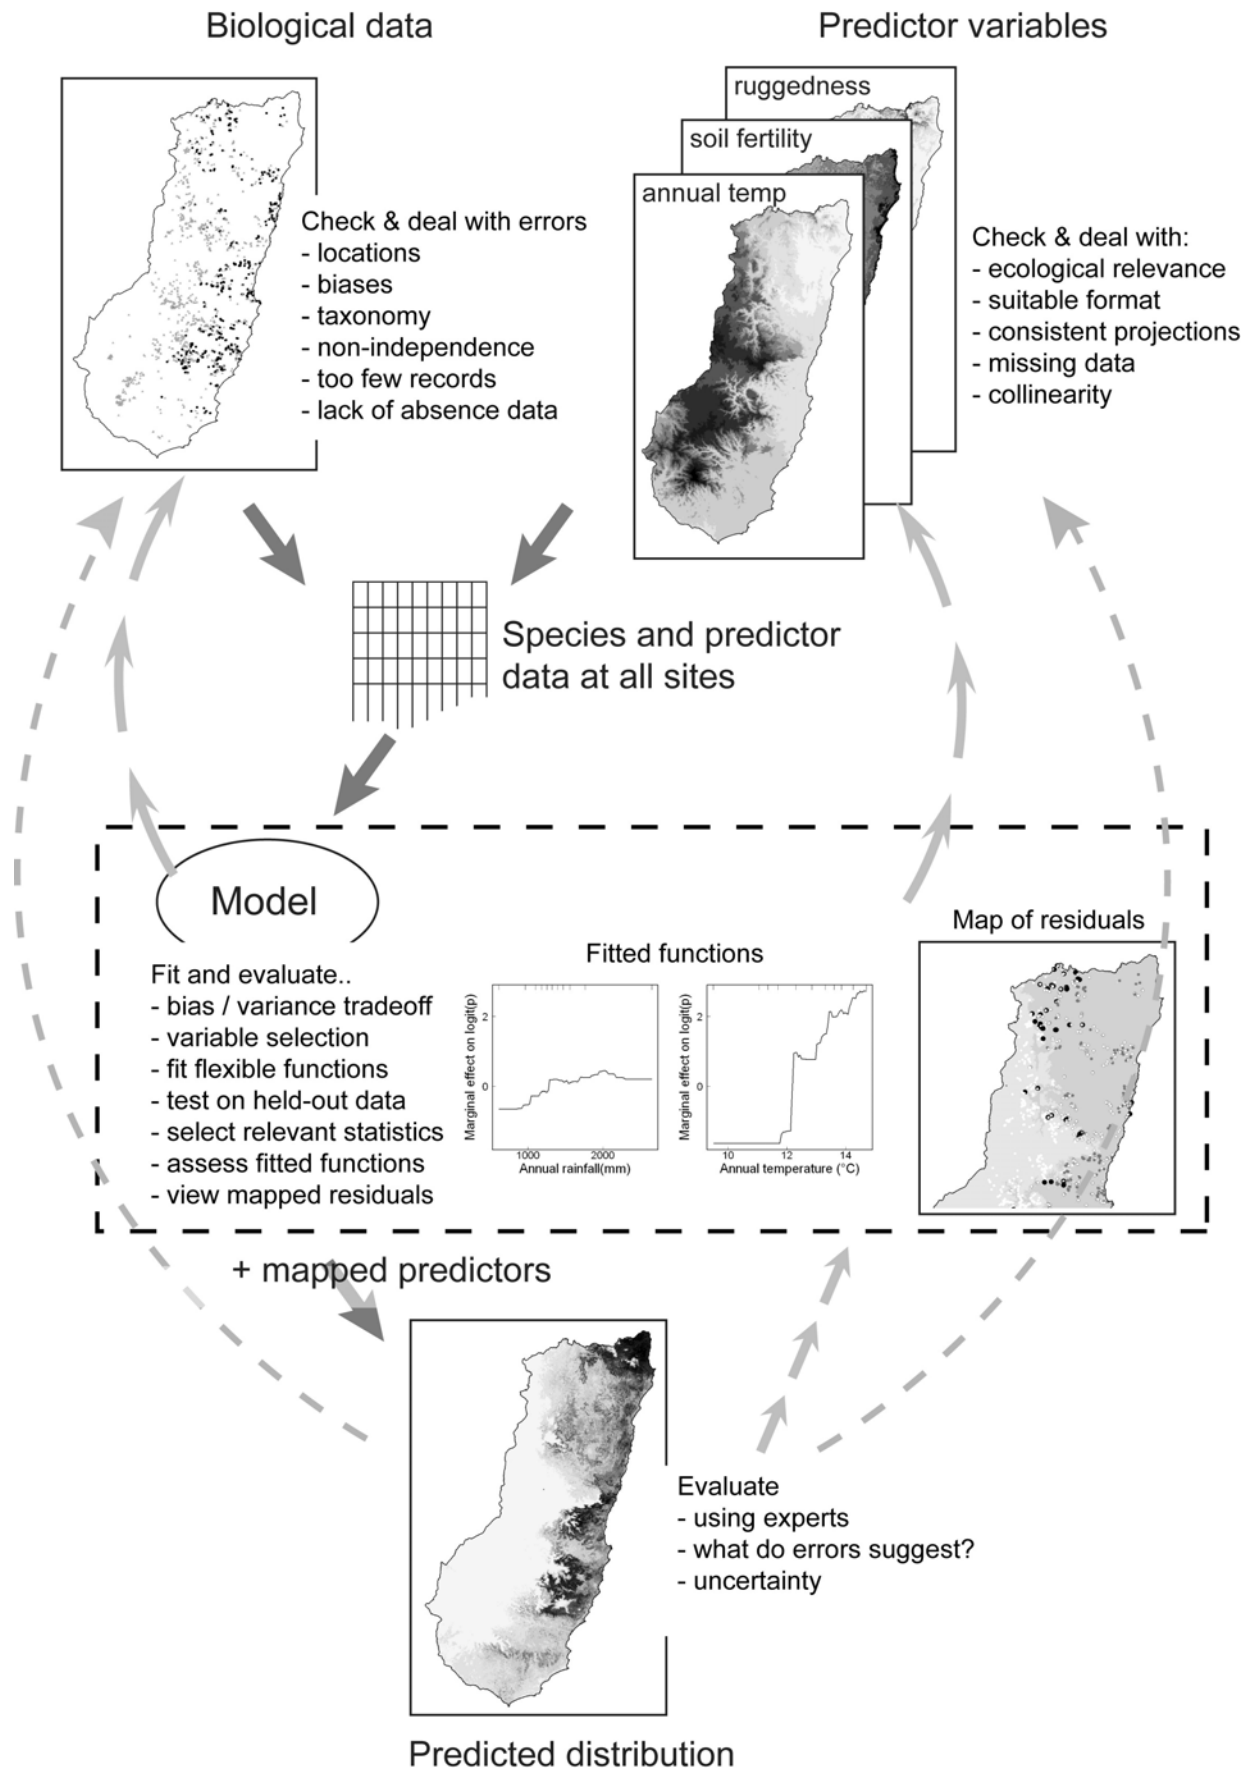 Biological data
Predictor variables
ruggedness
soil fertility
annual temp
Check & deal with errors
- locations
- biases
- taxonomy
- non-independence
- too few records
- lack of absence data
Check & deal with:
- ecological relevance
- suitable format
- consistent projections
- missing data
- collinearity
Species and predictor
data at all sites
Model
Fit and evaluate..
- bias / variance tradeoff
- variable selection
- fit flexible functions
- test on held-out data
- select relevant statistics
- assess fitted functions
- view mapped residuals
Fitted functions
Marginal effect on logit(p)
2
0
1000 2000
Annual rainfall(mm)
Marginal effect on logit(p)
2
0
10 12 14
Annual temperature (°C)
Map of residuals
+ mapped predictors
Evaluate
- using experts
- what do errors suggest?
- uncertainty
Predicted distribution